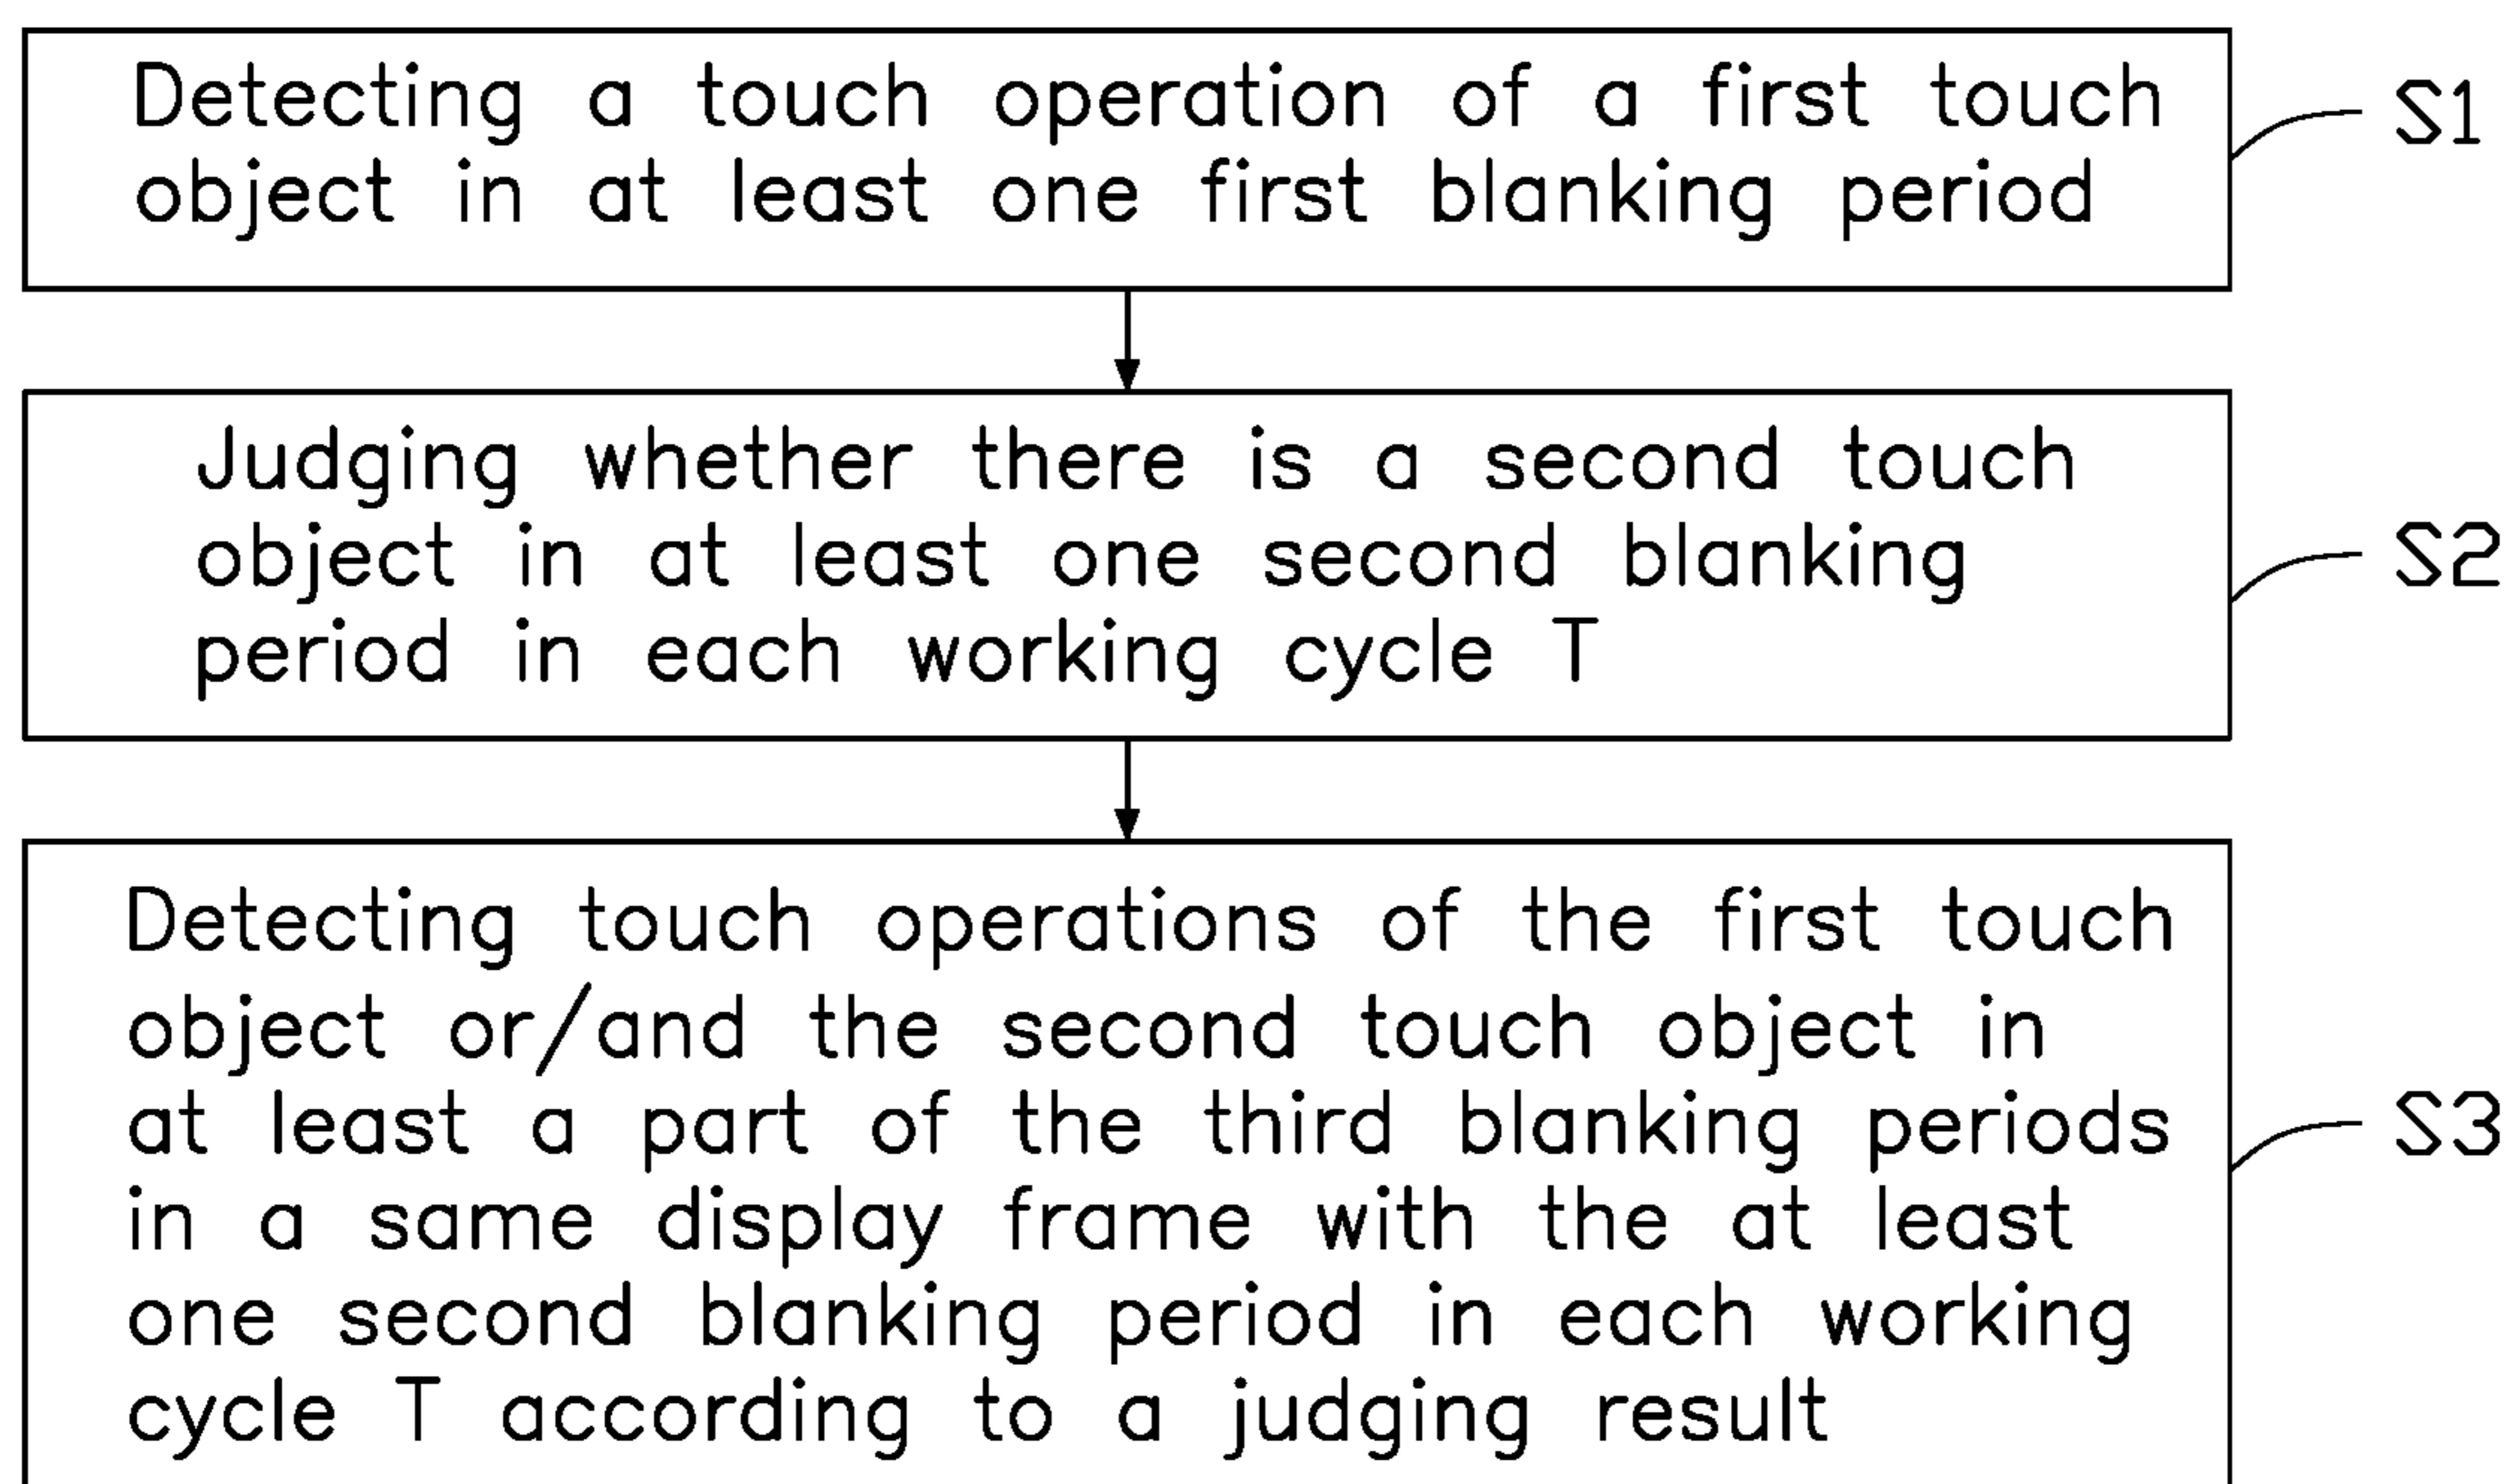 Detecting a touch operation of a first touch
object in at least one first blanking period
S1
Judging whether there is a second touch
object in at least one second blanking
period in each working cycle T
S2
Detecting touch operations of the first touch
object or/and the second touch object in
at least a part of the third blanking periods
in a same display frame with the at least
one second blanking period in each working
cycle T according to a judging result
S3